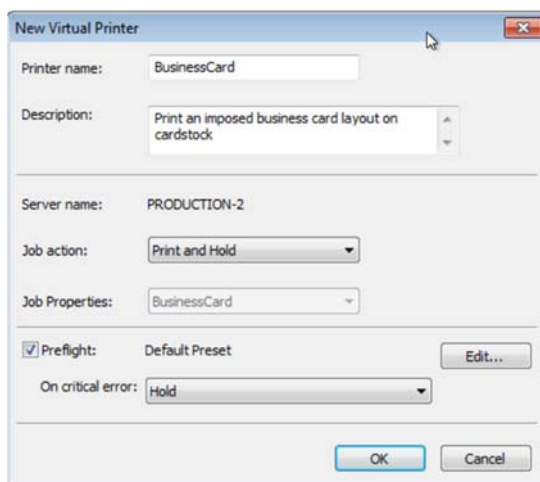 New Virtual Printer
Printer name: BusinessCard
Description: Print an imposed business card layout on
cardstock
Server name: PRODUCTION-2
Job action: Print and Hold
Job Properties: BusinessCard
Preflight: Default Preset Edit...
On critical error: Hold
OK Cancel